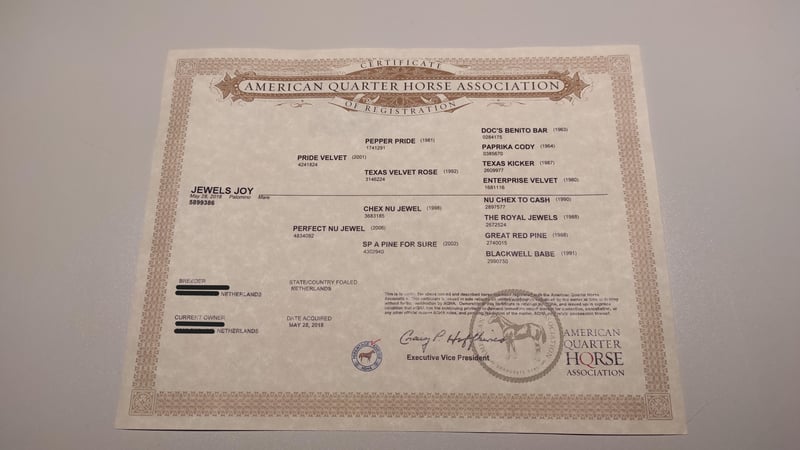 CERTIFICATE
AMERICAN QUARTER HORSE ASSOCIATION
OF REGISTRATION
DOC'S BENITO BAR (1963)
0284175
PEPPER PRIDE (1981)
1741291
PAPRIKA CODY (1964)
0385670
PRIDE VELVET (2001)
4241824
TEXAS KICKER (1987)
2609977
TEXAS VELVET ROSE (1992)
3146224
ENTERPRISE VELVET (1980)
1681116
JEWELS JOY
May 28, 2018 Palomino Mare
5899386
NU CHEX TO CASH (1990)
2897577
CHEX NU JEWEL (1998)
3683185
THE ROYAL JEWELS (1988)
2672524
PERFECT NU JEWEL (2008)
4834092
GREAT RED PINE (1988)
2740015
SP A PINE FOR SURE (2002)
4302940
BLACKWELL BABE (1991)
2990750
BREEDER
NETHERLANDS
STATE/COUNTRY FOALED
NETHERLANDS
CURRENT OWNER
NETHERLANDS
DATE ACQUIRED
MAY 28, 2018
Executive Vice President
AMERICAN
QUARTER
HORSE
ASSOCIATION